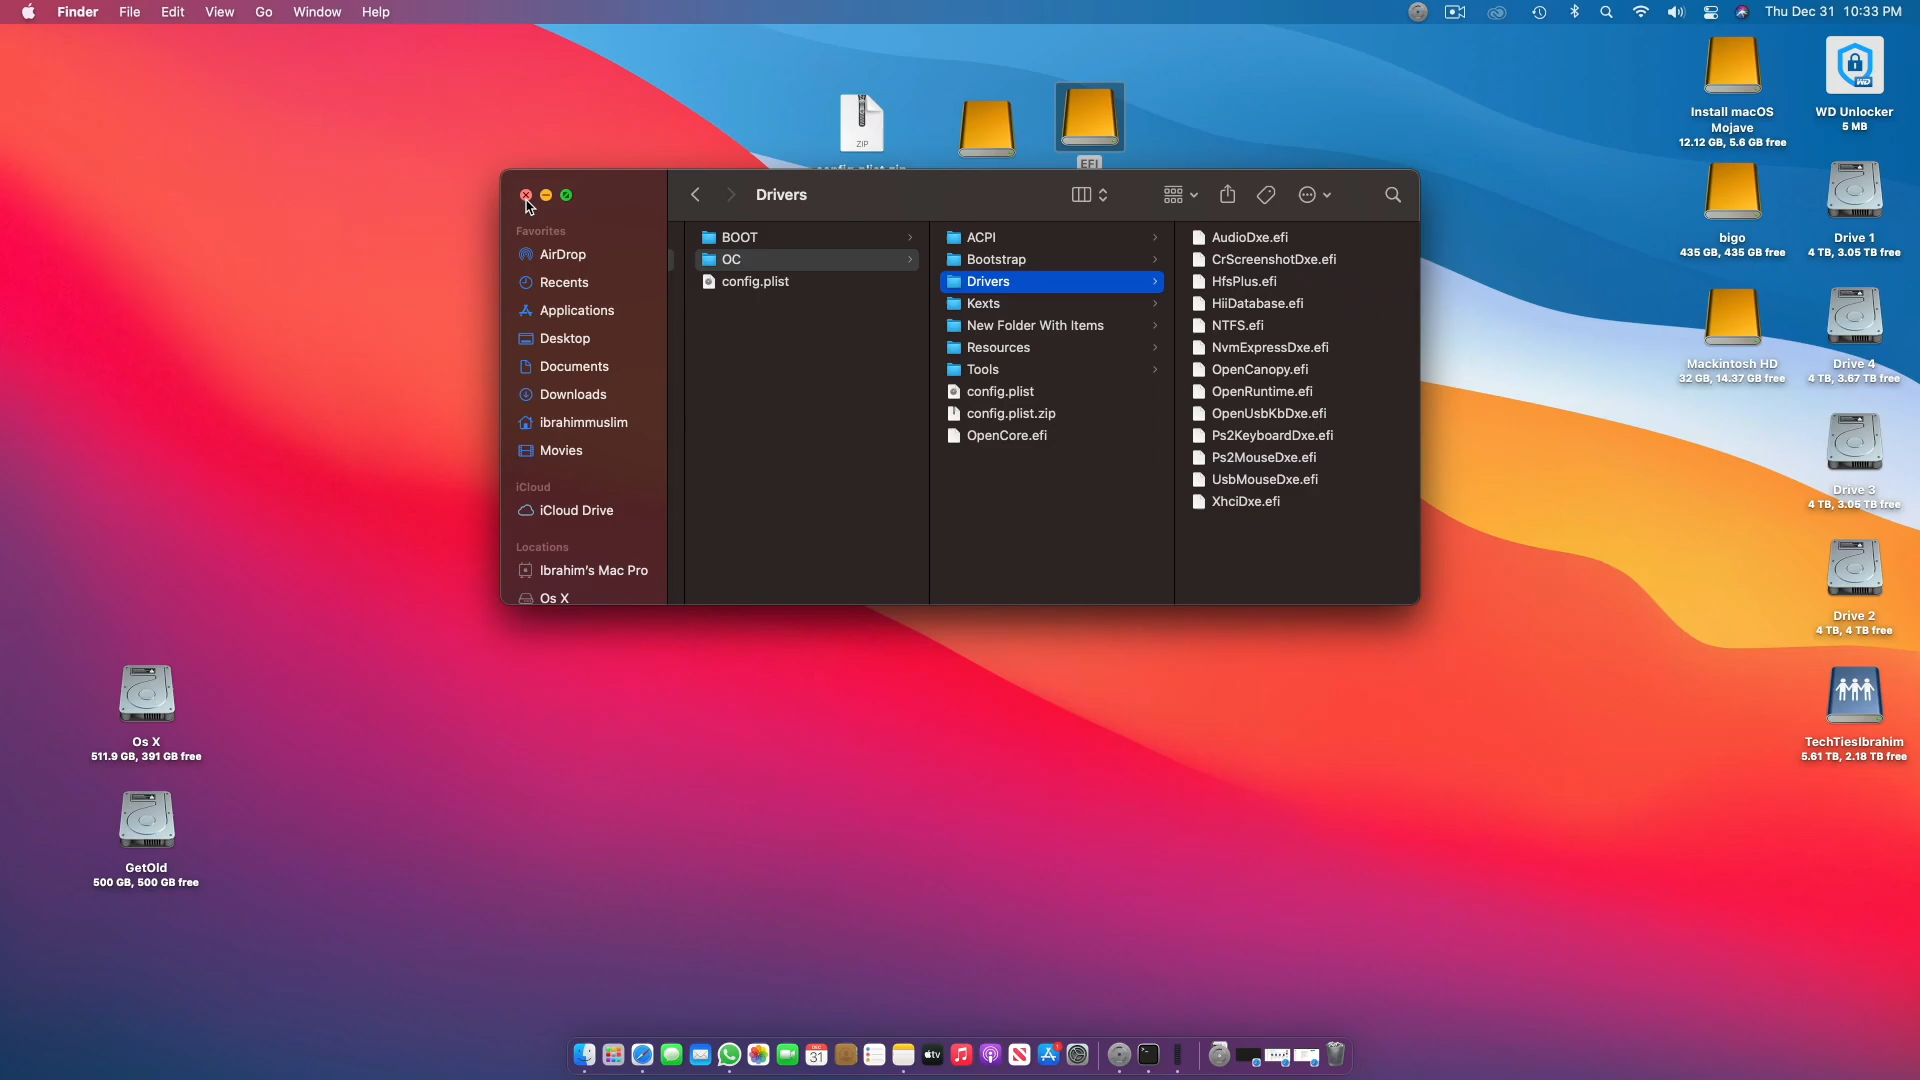 Finder File Edit View Go Window Help
Thu Dec 31 10:33 PM
ZIP
EFI
Install macOS
Mojave
12.12 GB, 5.6 GB free
WD
WD Unlocker
5 MB
bigo
435 GB, 435 GB free
Drive 1
4 TB, 3.05 TB free
Mackintosh HD
32 GB, 14.37 GB free
Drive 4
4 TB, 3.67 TB free
Drive 3
4 TB, 3.05 TB free
Drive 2
4 TB, 4 TB free
TechTiesIbrahim
5.61 TB, 2.18 TB free
Os X
511.9 GB, 391 GB free
GetOld
500 GB, 500 GB free
Drivers
Favorites
AirDrop
Recents
Applications
Desktop
Documents
Downloads
ibrahimmuslim
Movies
iCloud
iCloud Drive
Locations
Ibrahim's Mac Pro
Os X
BOOT
OC
config.plist
ACPI
Bootstrap
Drivers
Kexts
New Folder With Items
Resources
Tools
config.plist
config.plist.zip
OpenCore.efi
AudioDxe.efi
CrScreenshotDxe.efi
HfsPlus.efi
HiiDatabase.efi
NTFS.efi
NvmExpressDxe.efi
OpenCanopy.efi
OpenRuntime.efi
OpenUsbKbDxe.efi
Ps2KeyboardDxe.efi
Ps2MouseDxe.efi
UsbMouseDxe.efi
XhciDxe.efi
DEC
31
tv